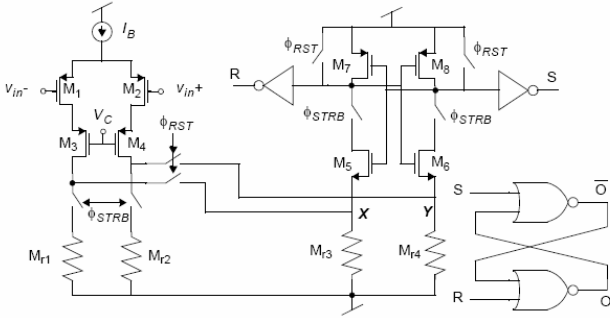 I_B
ϕ_RST
ϕ_RST
R
M_7
M_8
S
M_1
M_2
V_in-
V_in+
V_C
ϕ_STRB
ϕ_STRB
M_3
M_4
ϕ_RST
M_5
M_6
ϕ_STRB
X
Y
S
O̅
M_r1
M_r2
M_r3
M_r4
R
O